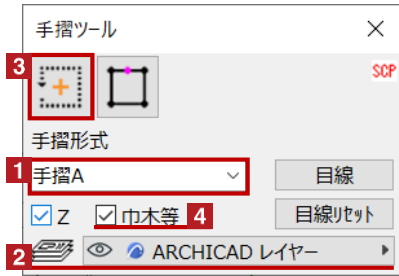 手摺ツール
3
SCP
手摺形式
1 手摺A 目線
Z 巾木等 4 目線リセット
2 ARCHICAD レイヤー